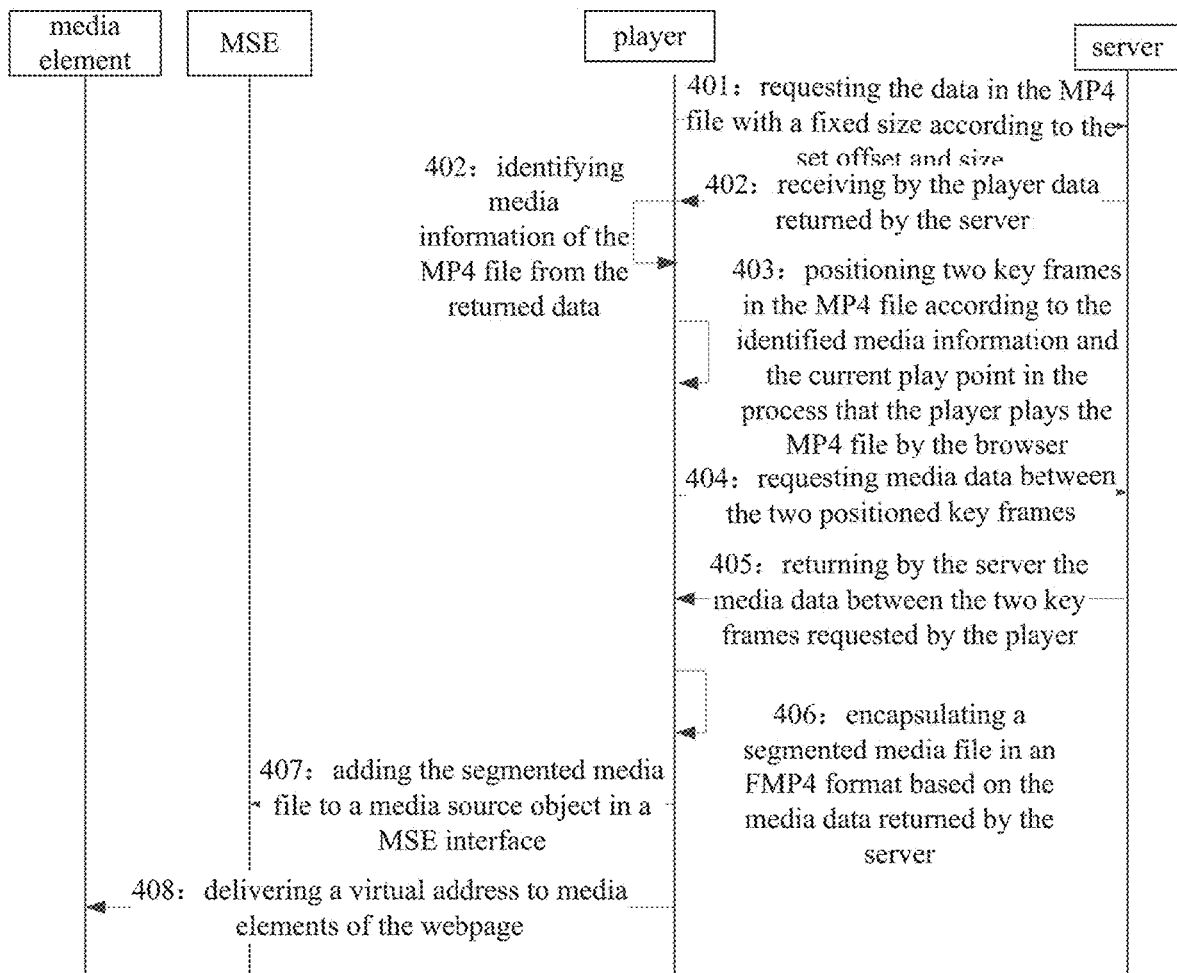 media
element
MSE
player
server
401: requesting the data in the MP4
file with a fixed size according to the
set offset and size
402: identifying
media
information of the
MP4 file from the
returned data
402: receiving by the player data
returned by the server
403: positioning two key frames
in the MP4 file according to the
identified media information and
the current play point in the
process that the player plays the
MP4 file by the browser
404: requesting media data between
the two positioned key frames
405: returning by the server the
media data between the two key
frames requested by the player
406: encapsulating a
segmented media file in an
FMP4 format based on the
media data returned by the
server
407: adding the segmented media
file to a media source object in a
MSE interface
408: delivering a virtual address to media
elements of the webpage